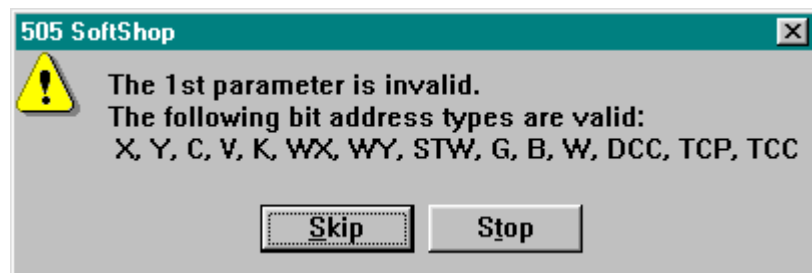 505 SoftShop
The 1st parameter is invalid.
The following bit address types are valid:
X, Y, C, V, K, WX, WY, STW, G, B, W, DCC, TCP, TCC
Skip Stop